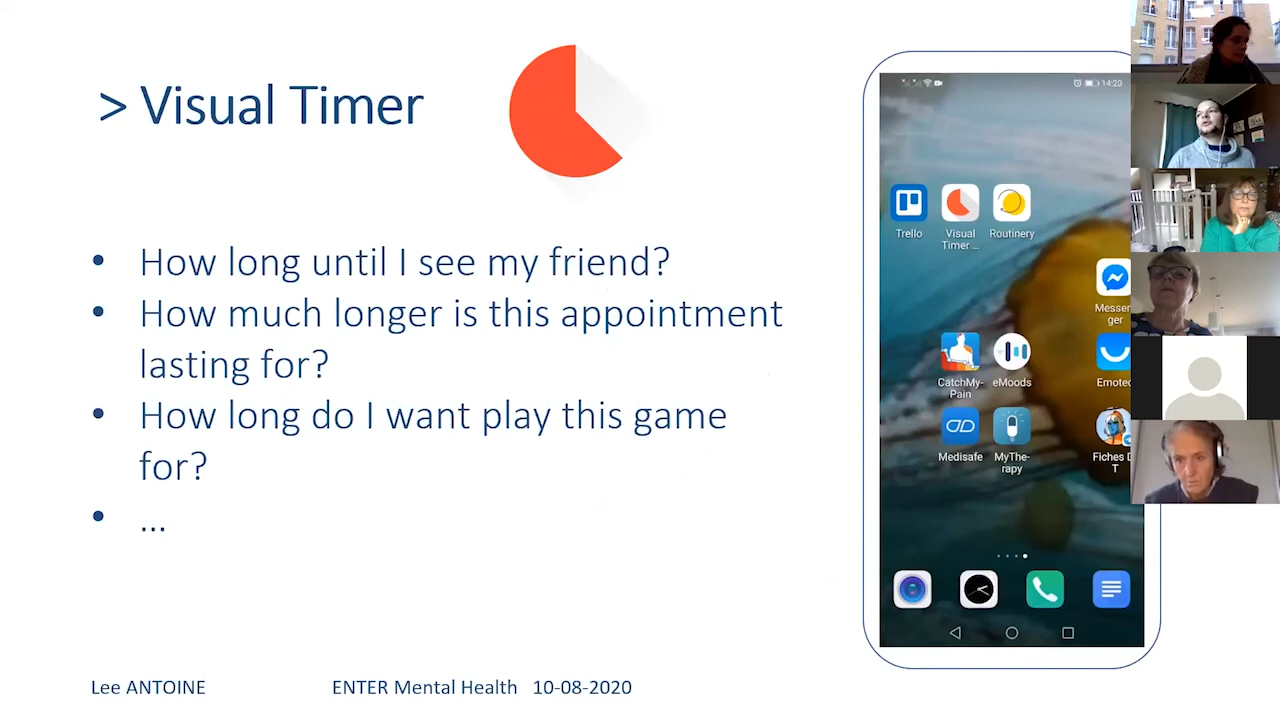 > Visual Timer
• How long until I see my friend?
• How much longer is this appointment
lasting for?
• How long do I want play this game
for?
• ...
14:20
Trello
Visual
Timer ...
Routinery
Messen
ger
CatchMy-
Pain
eMoods
Emoteo
Medisafe
MyThe-
rapy
Fiches D
T
Lee ANTOINE
ENTER Mental Health 10-08-2020